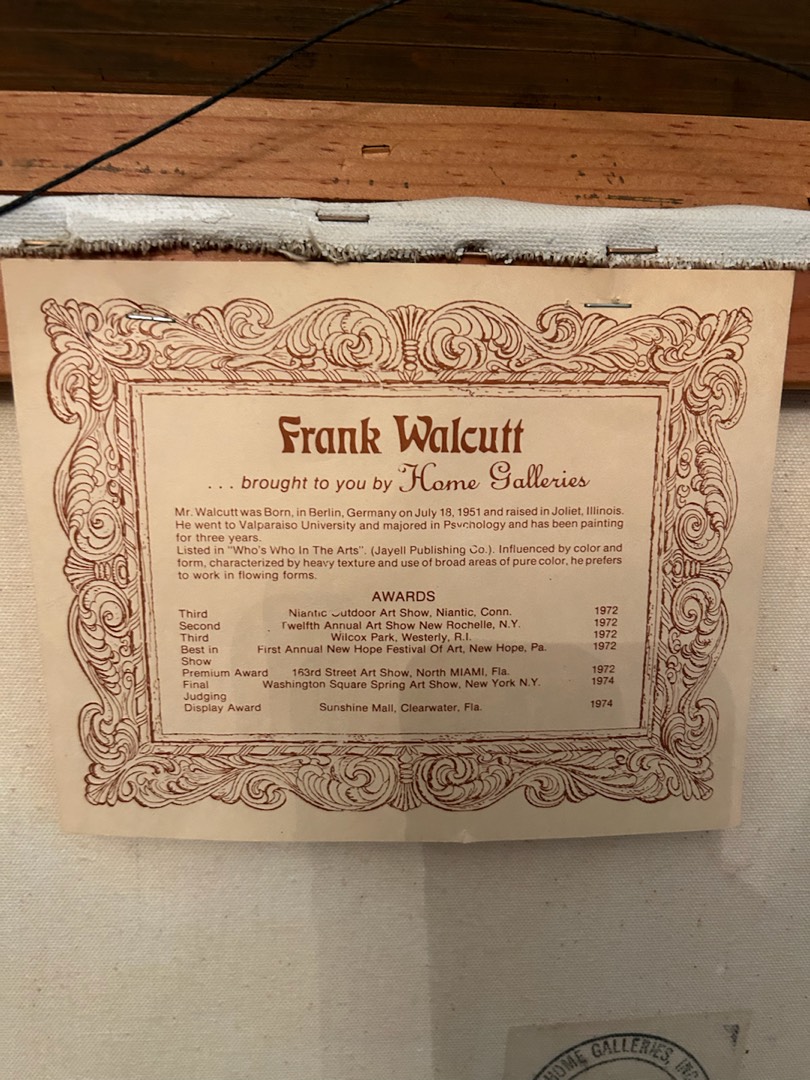 Frank Walcutt
... brought to you by Home Galleries
Mr. Walcutt was Born, in Berlin, Germany on July 18, 1951 and raised in Joliet, Illinois.
He went to Valparaiso University and majored in Psychology and has been painting
for three years.
Listed in "Who's Who In The Arts". (Jayell Publishing Co.). Influenced by color and
form, characterized by heavy texture and use of broad areas of pure color, he prefers
to work in flowing forms.
AWARDS
Third Niantic Outdoor Art Show, Niantic, Conn. 1972
Second Twelfth Annual Art Show New Rochelle, N.Y. 1972
Third Wilcox Park, Westerly, R.I. 1972
Best in First Annual New Hope Festival Of Art, New Hope, Pa. 1972
Show
Premium Award 163rd Street Art Show, North MIAMI, Fla. 1972
Final Washington Square Spring Art Show, New York N.Y. 1974
Judging
Display Award Sunshine Mall, Clearwater, Fla. 1974
HOME GALLERIES, INC